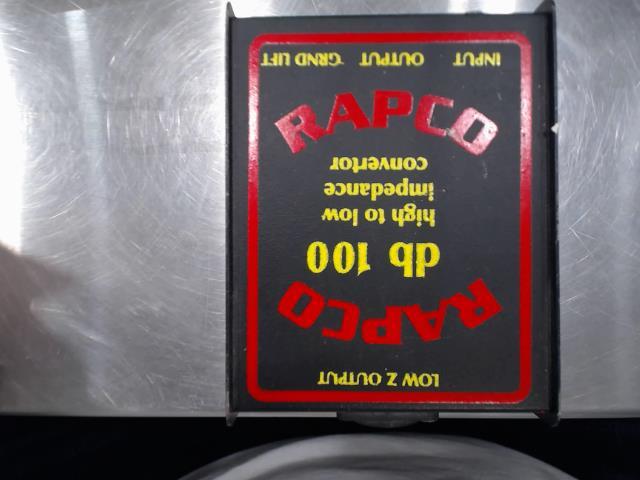 LOW Z OUTPUT
RAPCO
db 100
high to low
impedance
convertor
RAPCO
INPUT OUTPUT GRND LIFT